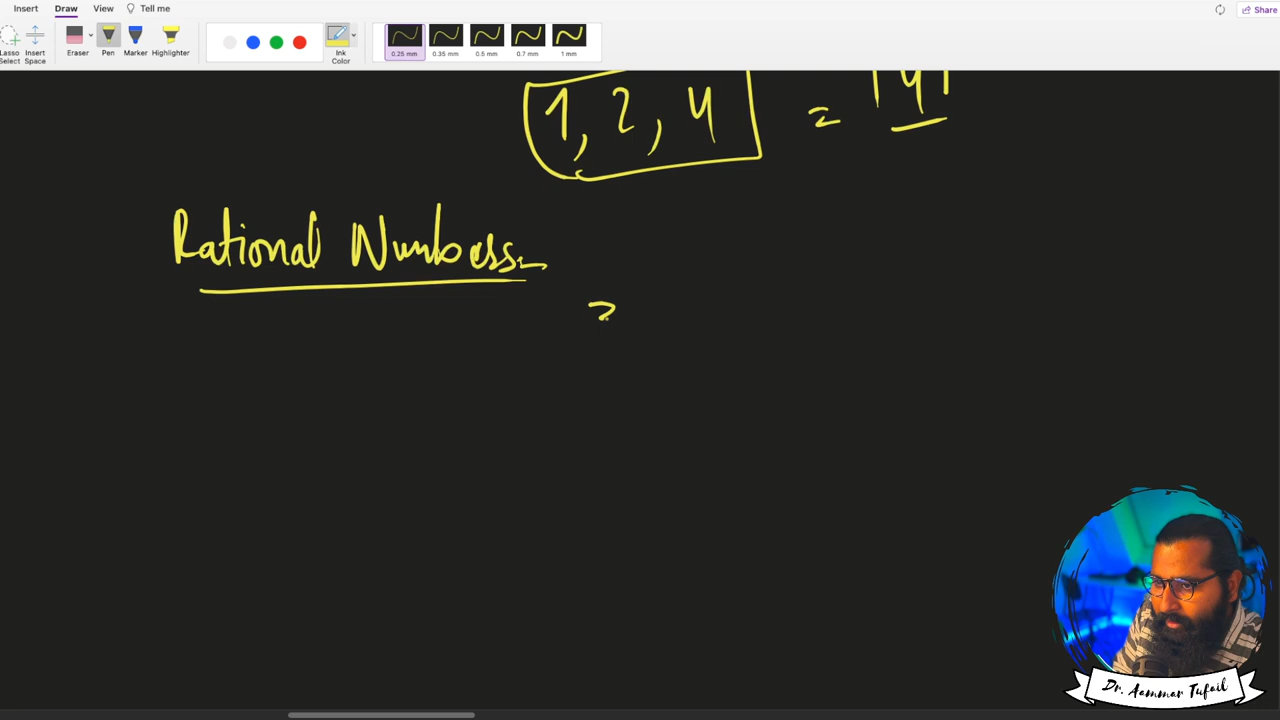 Insert Draw View Tell me
Share
Lasso Select Insert Space Eraser Pen Marker Highlighter Ink Color 0.25 mm 0.35 mm 0.5 mm 0.7 mm 1 mm
1, 2, 4 =
Rational Numbers
Dr. Aammar Tufail